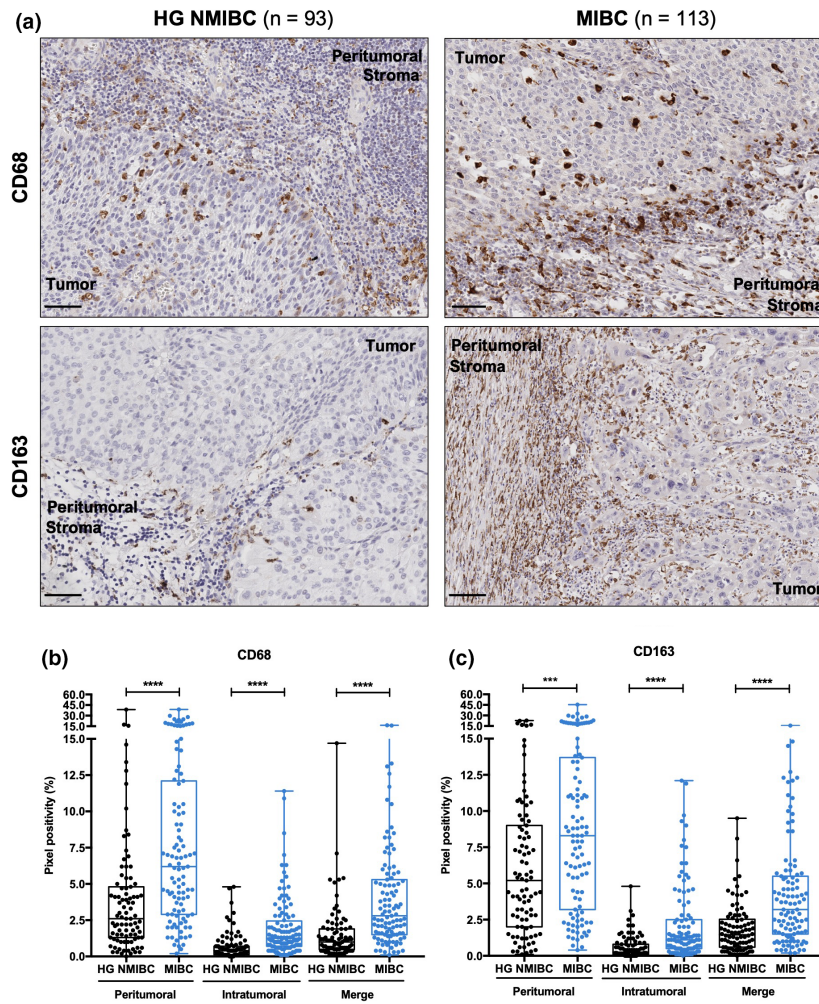 (a)
HG NMIBC (n = 93)
MIBC (n = 113)
CD68
Peritumoral
Stroma
Tumor
Tumor
Peritumoral
Stroma
CD163
Tumor
Peritumoral
Stroma
Peritumoral
Stroma
Tumor
(b)
CD68
**** **** ****
Pixel positivity (%)
60.0
45.0
30.0
15.0
15.0
12.5
10.0
7.5
5.0
2.5
0.0
HG NMIBC MIBC HG NMIBC MIBC HG NMIBC MIBC
Peritumoral Intratumoral Merge
(c)
CD163
*** **** ****
Pixel positivity (%)
60.0
45.0
30.0
15.0
15.0
12.5
10.0
7.5
5.0
2.5
0.0
HG NMIBC MIBC HG NMIBC MIBC HG NMIBC MIBC
Peritumoral Intratumoral Merge